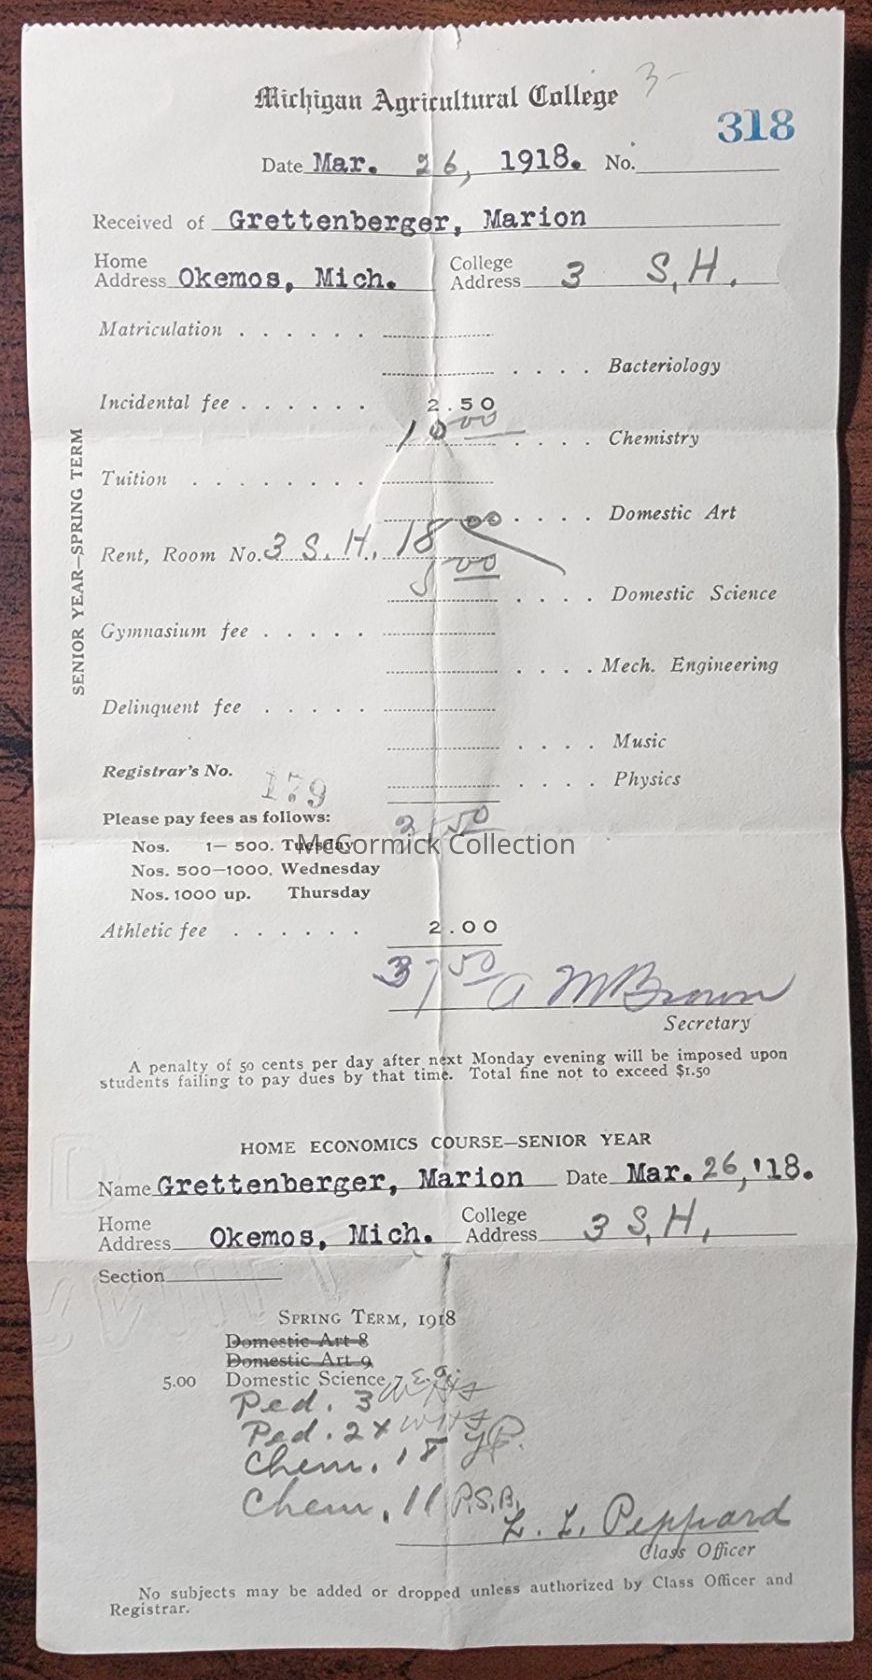 3-
Michigan Agricultural College
318
Date Mar. 26, 1918. No.
Received of Grettenberger, Marion
Home Address Okemos, Mich. College Address 3 S.H.
SENIOR YEAR—SPRING TERM
Matriculation . . . . . .
. . . . Bacteriology
Incidental fee . . . . . . 2.50
10 00 . . . . Chemistry
Tuition . . . . . . . .
. . . . Domestic Art
Rent, Room No. 3 S.H., 18 00
5 00 . . . . Domestic Science
Gymnasium fee . . . . .
. . . . Mech. Engineering
Delinquent fee . . . . .
. . . . Music
Registrar's No. 179
. . . . Physics
Please pay fees as follows:
Nos. 1— 500. Tuesday
McCormick Collection
Nos. 500—1000. Wednesday
Nos. 1000 up. Thursday
Athletic fee . . . . . . 2.00
37 50 A M Brown
Secretary
A penalty of 50 cents per day after next Monday evening will be imposed upon
students failing to pay dues by that time. Total fine not to exceed $1.50
HOME ECONOMICS COURSE—SENIOR YEAR
Name Grettenberger, Marion Date Mar. 26, '18.
Home Address Okemos, Mich. College Address 3 S.H.
Section
SPRING TERM, 1918
Domestic Art 8
Domestic Art 9
5.00 Domestic Science 7
Ped. 3
Ped. 2x
Chem. 18
Chem. 11 P.S.B.
L. L. Peppard
Class Officer
No subjects may be added or dropped unless authorized by Class Officer and
Registrar.